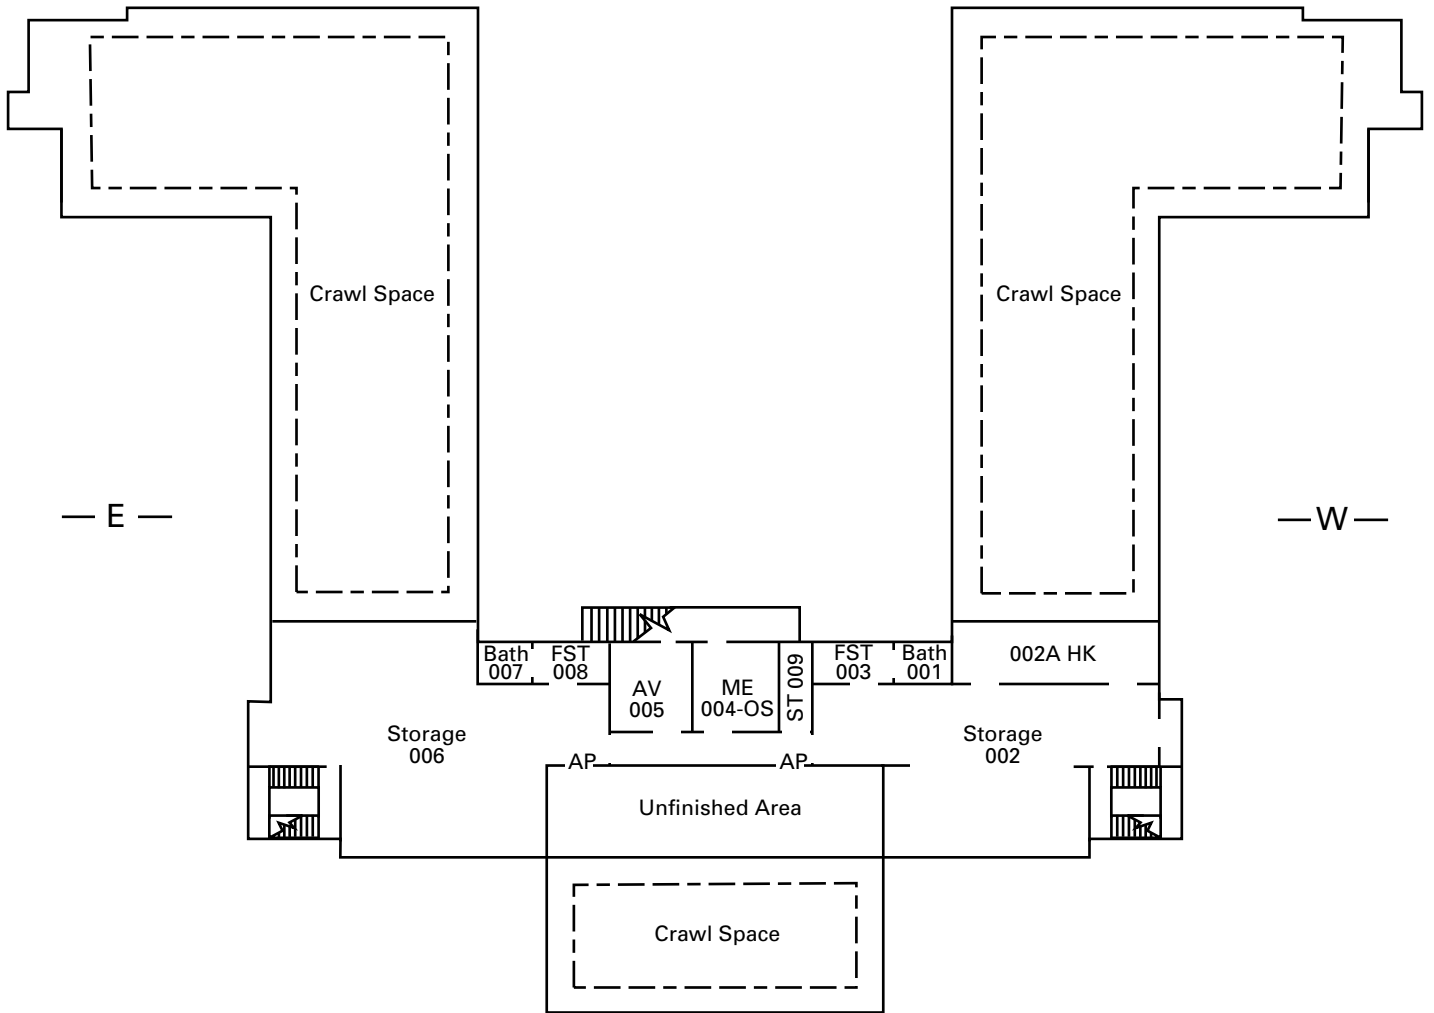 Crawl Space
Crawl Space
E
W
Bath
007
FST
008
AV
005
ME
004-OS
ST 009
FST
003
Bath
001
002A HK
Storage
006
Storage
002
AP
AP
Unfinished Area
Crawl Space